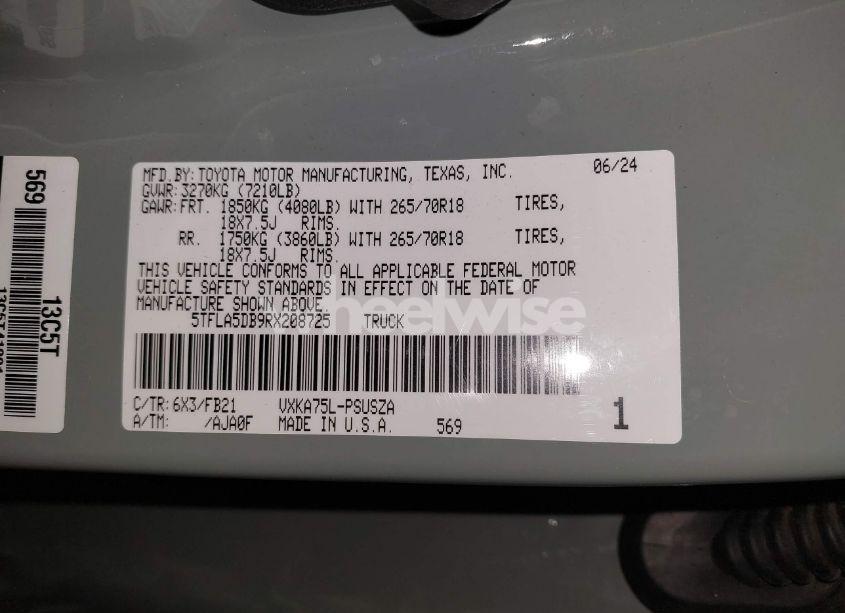 MFD.BY: TOYOTA MOTOR MANUFACTURING, TEXAS, INC. 06/24
GVWR: 3270KG (7210LB)
GAWR: FRT. 1850KG (4080LB) WITH 265/70R18 TIRES,
18X7.5J RIMS.
RR. 1750KG (3860LB) WITH 265/70R18 TIRES,
18X7.5J RIMS.
THIS VEHICLE CONFORMS TO ALL APPLICABLE FEDERAL MOTOR
VEHICLE SAFETY STANDARDS IN EFFECT ON THE DATE OF
MANUFACTURE SHOWN ABOVE.
5TFLA5DB9RX208725 TRUCK
C/TR: 6X3/FB21 VXKA75L-PSUSZA
A/TM: /AJA0F MADE IN U.S.A. 569 1
569
13C5T